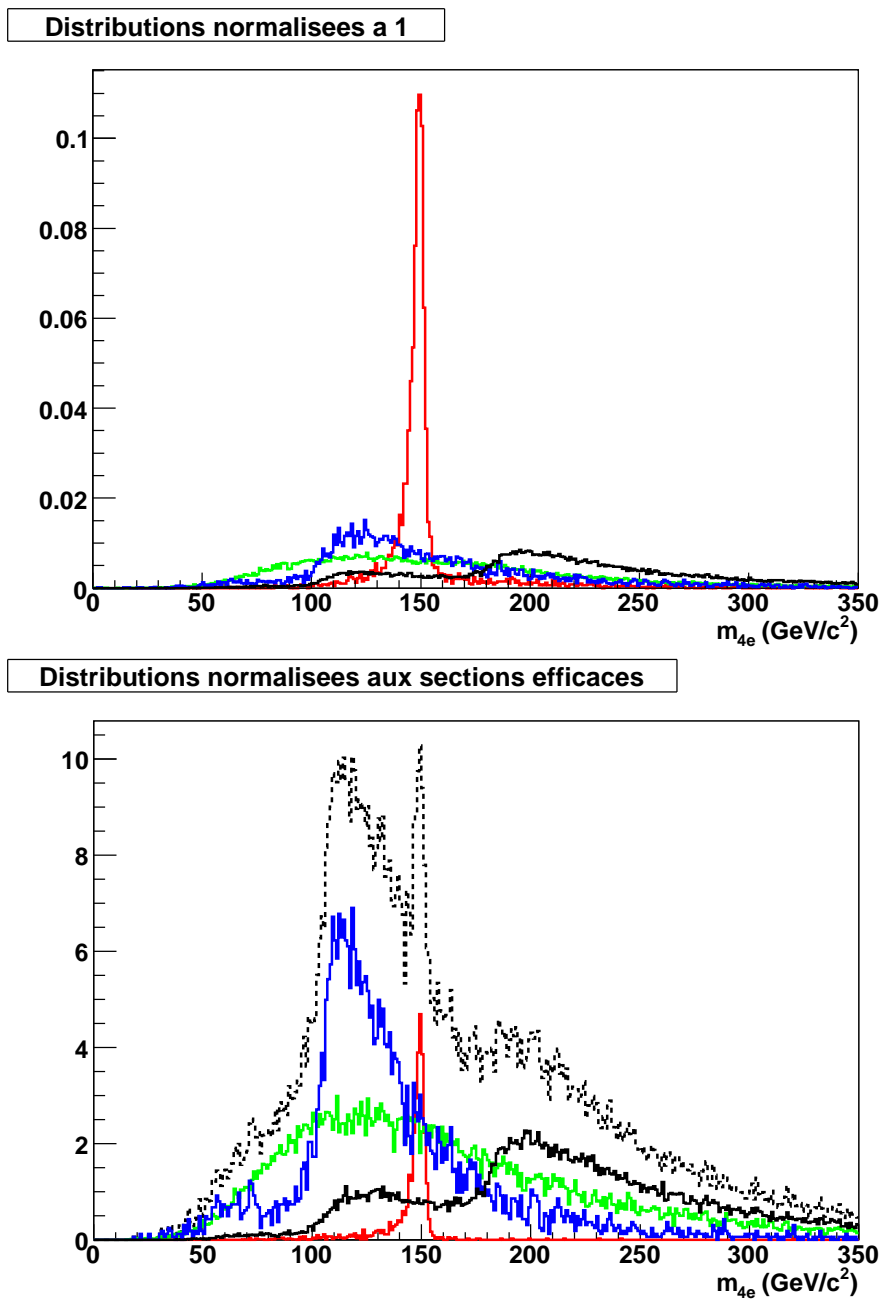 Distributions normalisees a 1
0.1
0.08
0.06
0.04
0.02
0
0 50 100 150 200 250 300 350
m4e (GeV/c2)
Distributions normalisees aux sections efficaces
10
8
6
4
2
0
0 50 100 150 200 250 300 350
m4e (GeV/c2)